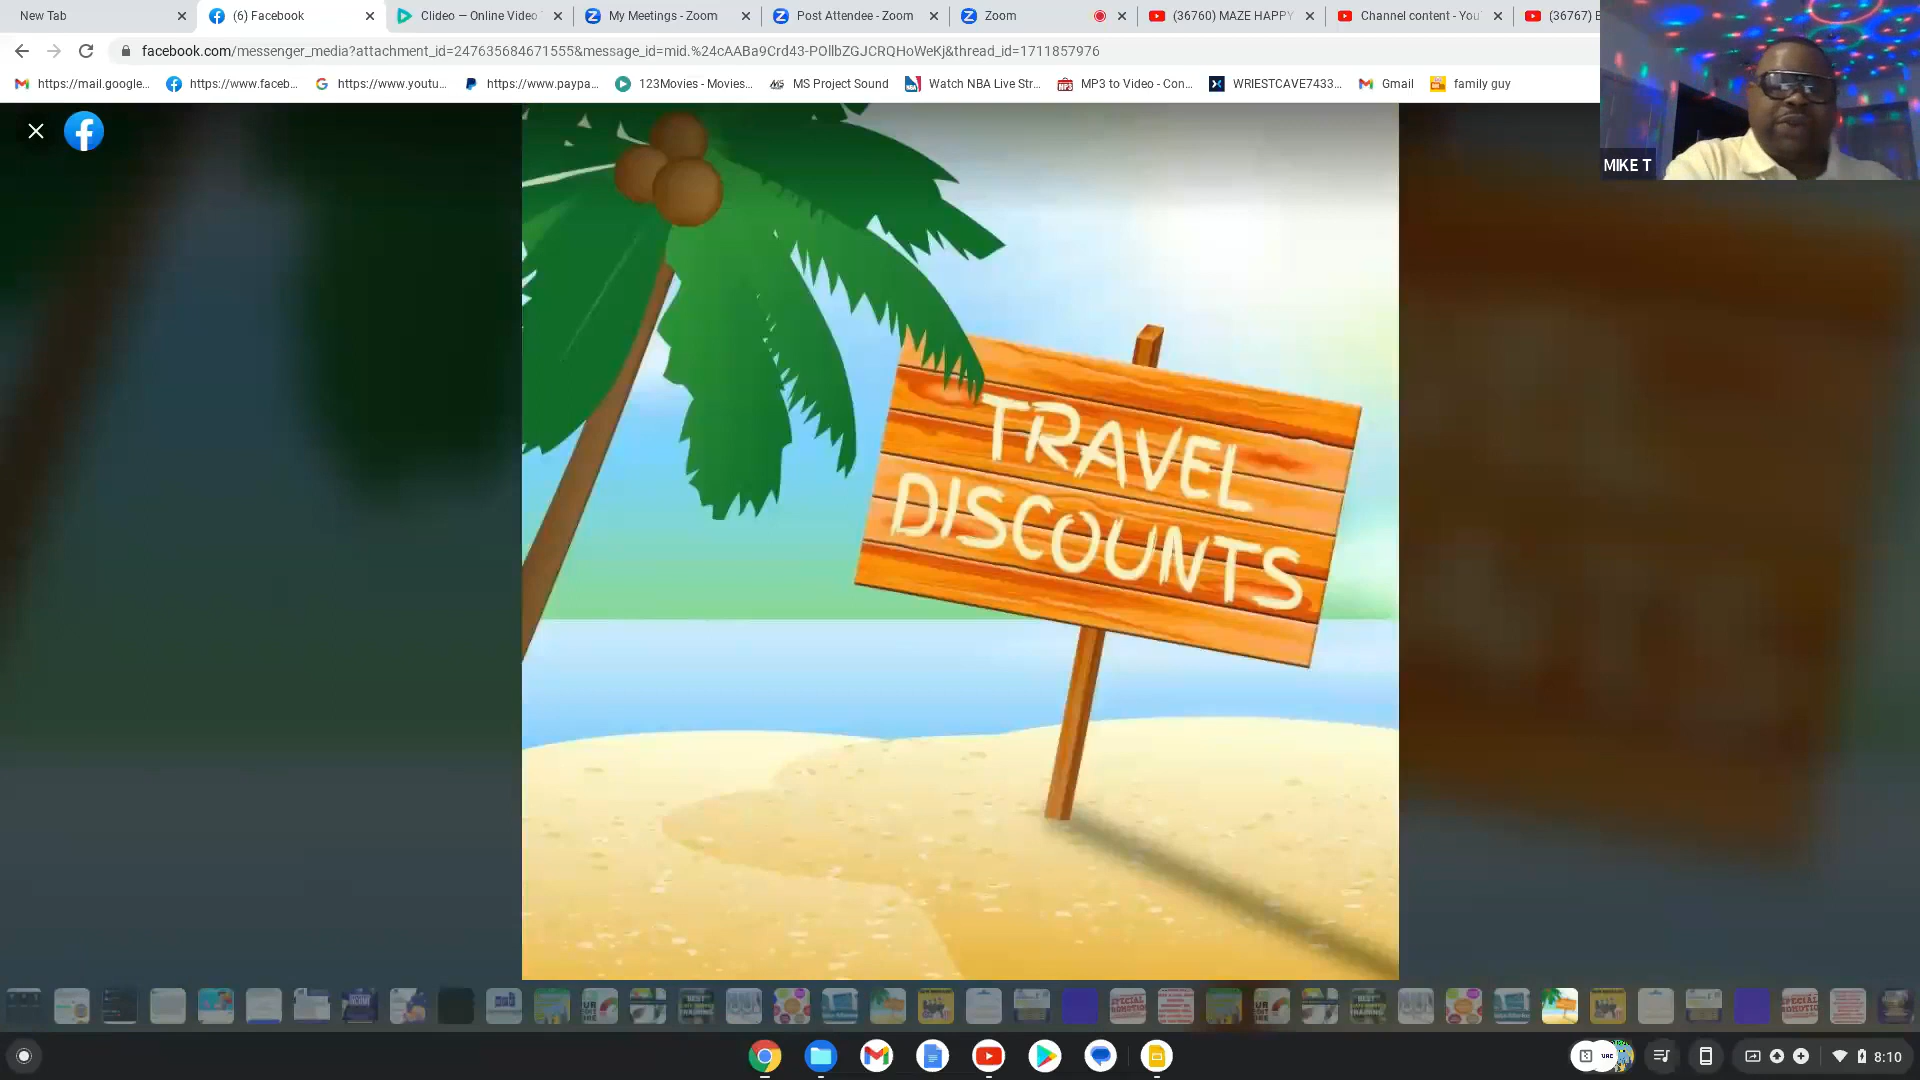 New Tab
(6) Facebook
Clideo — Online Video
My Meetings - Zoom
Post Attendee - Zoom
Zoom
(36760) MAZE HAPPY
Channel content - You
(36767)
facebook.com/messenger_media?attachment_id=247635684671555&message_id=mid.%24cAABa9Crd43-POllbZGJCRQHoWeKj&thread_id=1711857976
https://mail.google...
https://www.faceb...
https://www.youtu...
https://www.paypa...
123Movies - Movies...
MS Project Sound
Watch NBA Live Str...
MP3 to Video - Con...
WRIESTCAVE7433...
Gmail
family guy
MIKE T
TRAVEL
DISCOUNTS
8:10